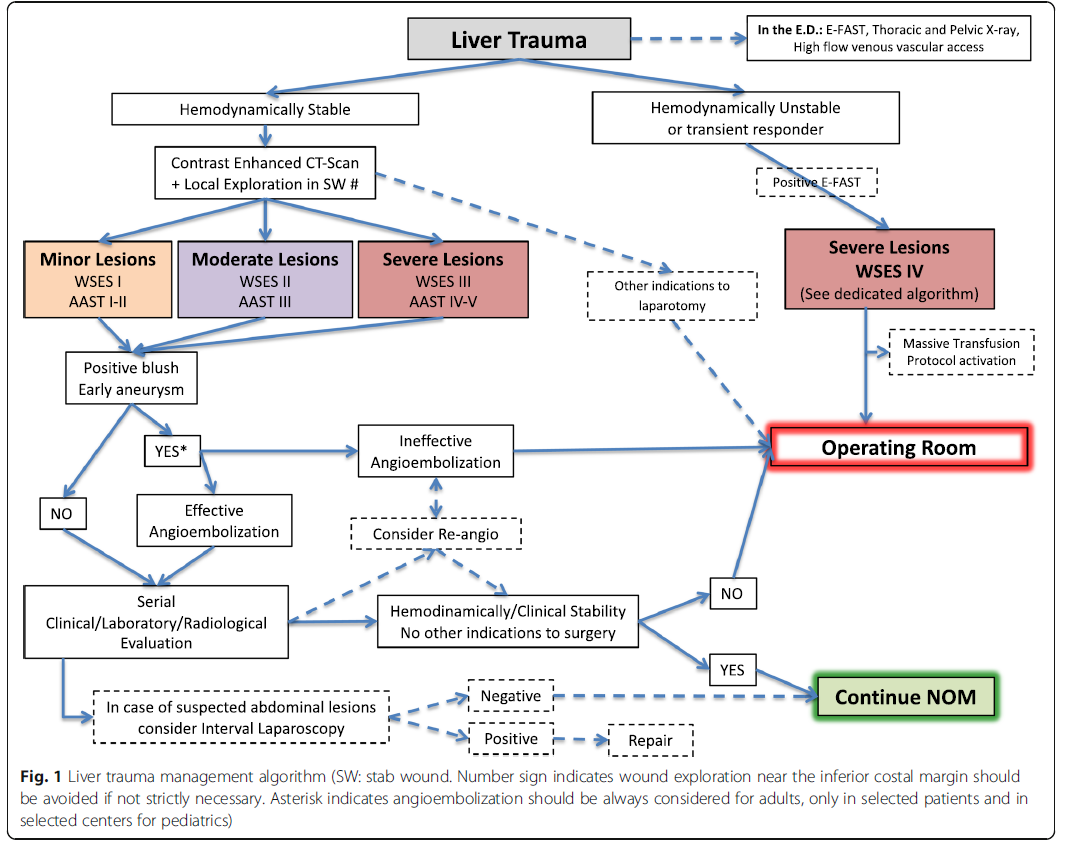 Liver Trauma
In the E.D.: E-FAST, Thoracic and Pelvic X-ray,
High flow venous vascular access
Hemodynamically Stable
Hemodynamically Unstable
or transient responder
Contrast Enhanced CT-Scan
+ Local Exploration in SW #
Positive E-FAST
Minor Lesions
WSES I
AAST I-II
Moderate Lesions
WSES II
AAST III
Severe Lesions
WSES III
AAST IV-V
Severe Lesions
WSES IV
(See dedicated algorithm)
Other indications to
laparotomy
Massive Transfusion
Protocol activation
Positive blush
Early aneurysm
YES*
Ineffective
Angioembolization
Operating Room
NO
Effective
Angioembolization
Consider Re-angio
Serial
Clinical/Laboratory/Radiological
Evaluation
Hemodinamically/Clinical Stability
No other indications to surgery
NO
YES
Continue NOM
In case of suspected abdominal lesions
consider Interval Laparoscopy
Negative
Positive
Repair
Fig. 1 Liver trauma management algorithm (SW: stab wound. Number sign indicates wound exploration near the inferior costal margin should
be avoided if not strictly necessary. Asterisk indicates angioembolization should be always considered for adults, only in selected patients and in
selected centers for pediatrics)